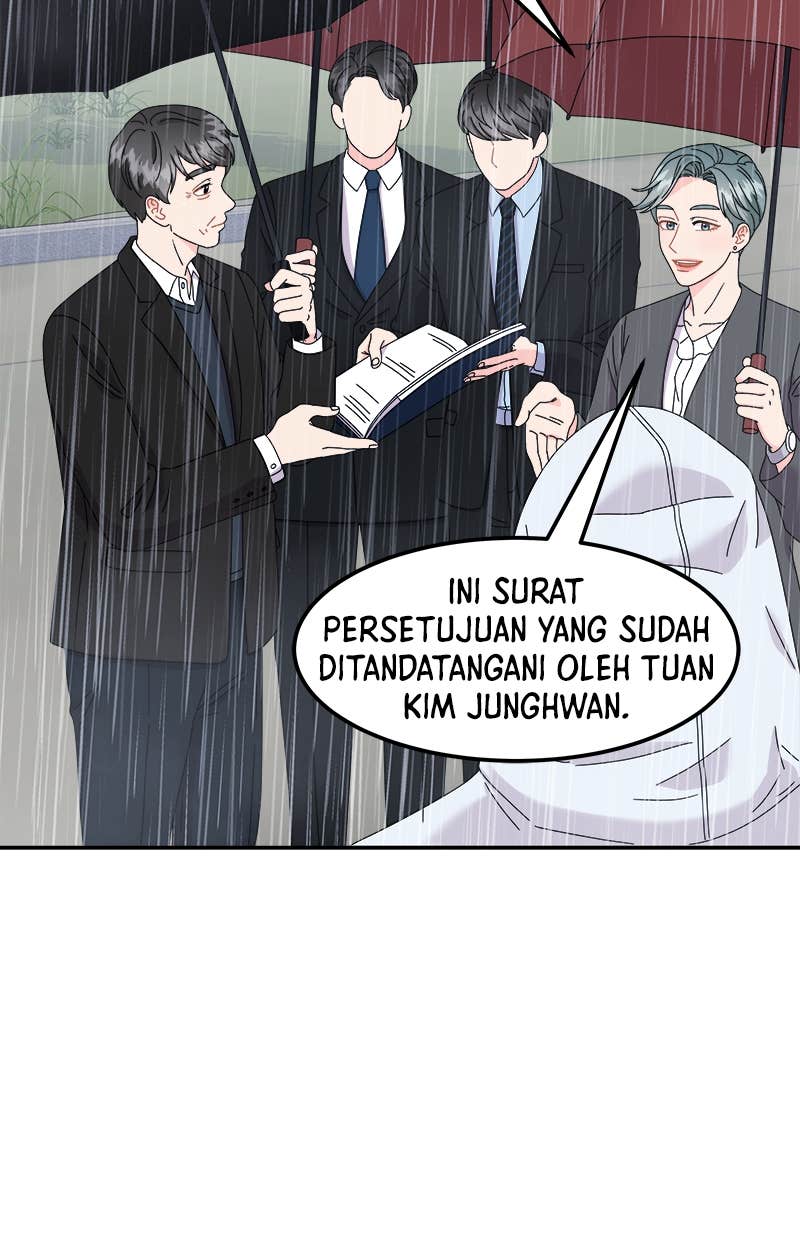 INI SURAT
PERSETUJUAN YANG SUDAH
DITANDATANGANI OLEH TUAN
KIM JUNGHWAN.